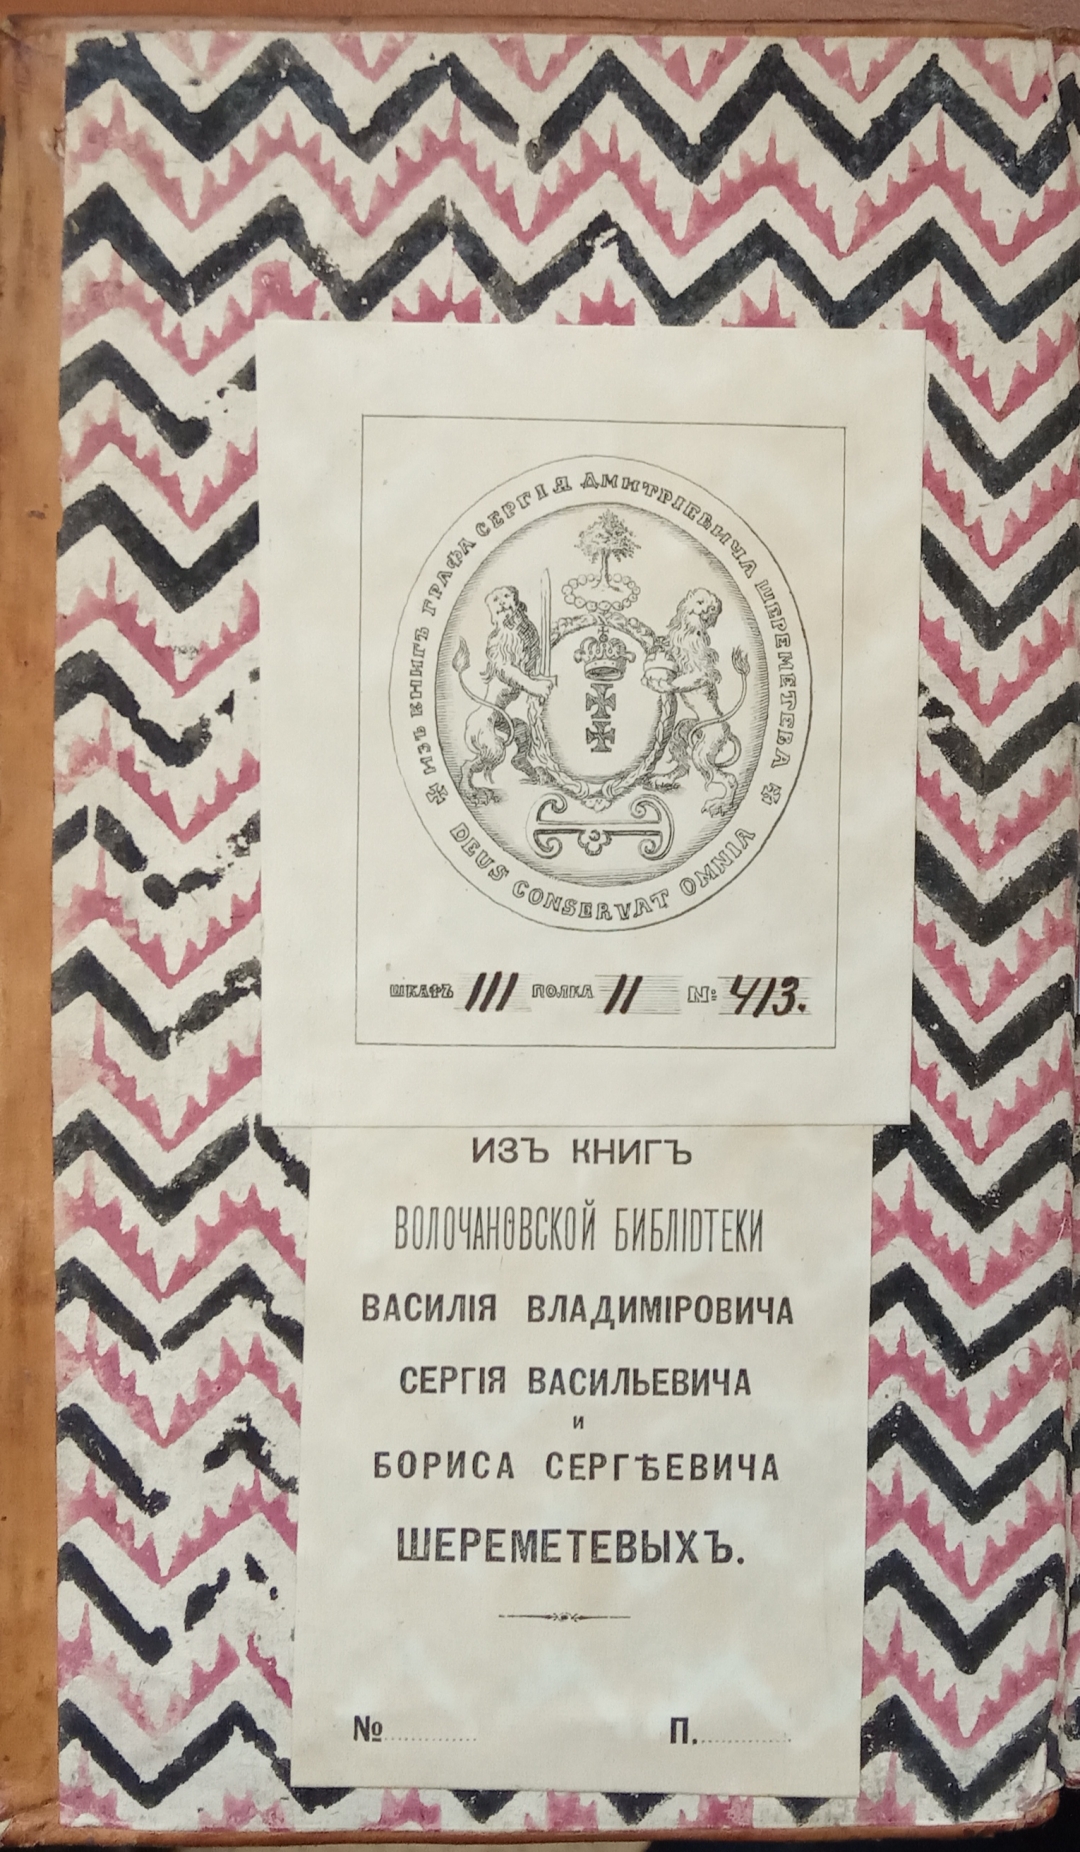 ✠ ИЗЪ КНИГЪ ГРАФА СЕРГІЯ ДМИТРІЕВИЧА ШЕРЕМЕТЕВА ✠
DEUS CONSERVAT OMNIA
ШКАФЪ III ПОЛКА II №: 413.
ИЗЪ КНИГЪ
ВОЛОЧАНОВСКОЙ БИБЛІОТЕКИ
ВАСИЛІЯ ВЛАДИМІРОВИЧА
СЕРГІЯ ВАСИЛЬЕВИЧА
И
БОРИСА СЕРГѢЕВИЧА
ШЕРЕМЕТЕВЫХЪ.
№.......... П...........